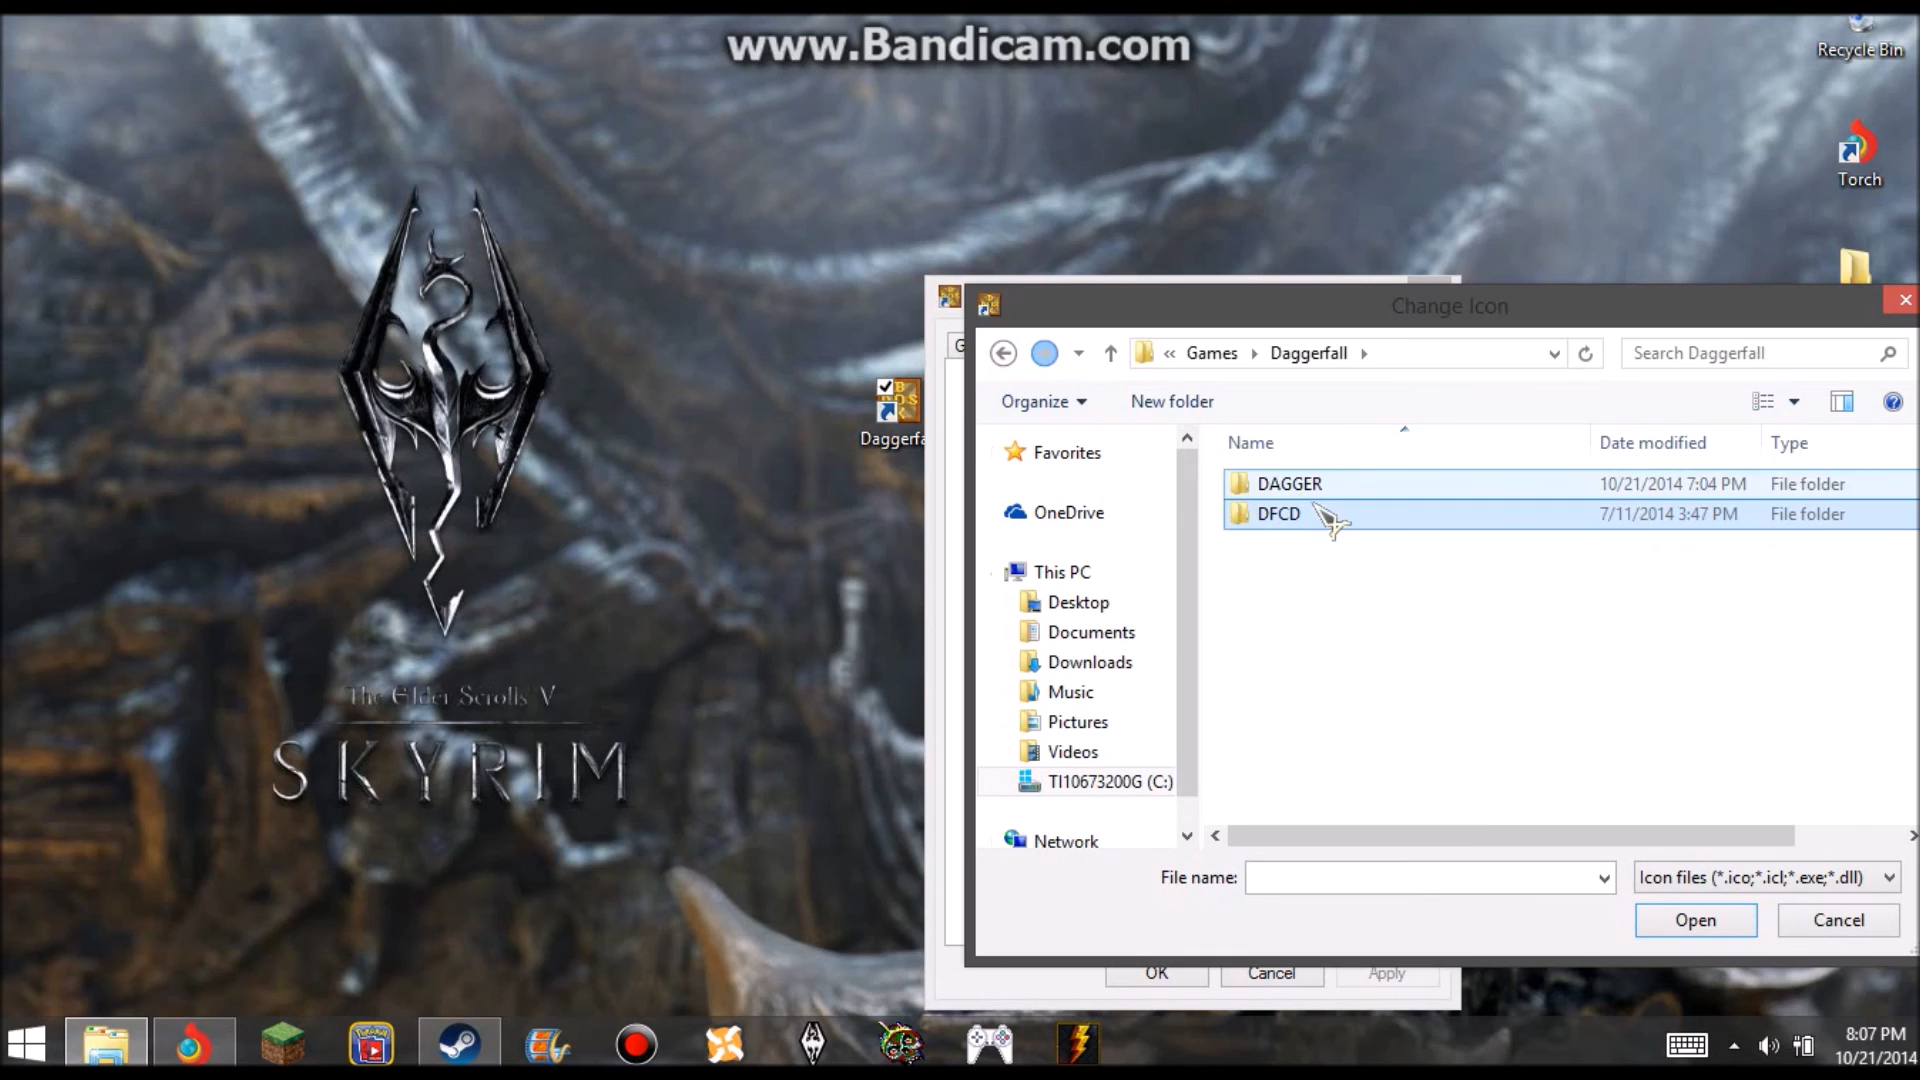 www.Bandicam.com
Recycle Bin
Torch
Change Icon
Games
Daggerfall
Search Daggerfall
Organize
New folder
Name
Date modified
Type
DAGGER
10/21/2014 7:04 PM
File folder
DFCD
7/11/2014 3:47 PM
File folder
Favorites
OneDrive
This PC
Desktop
Documents
Downloads
Music
Pictures
Videos
TI10673200G (C:)
Network
File name:
Icon files (*.ico;*.icl;*.exe;*.dll)
Open
Cancel
OK
Cancel
Apply
Daggerfa
The Elder Scrolls V
SKYRIM
8:07 PM
10/21/2014